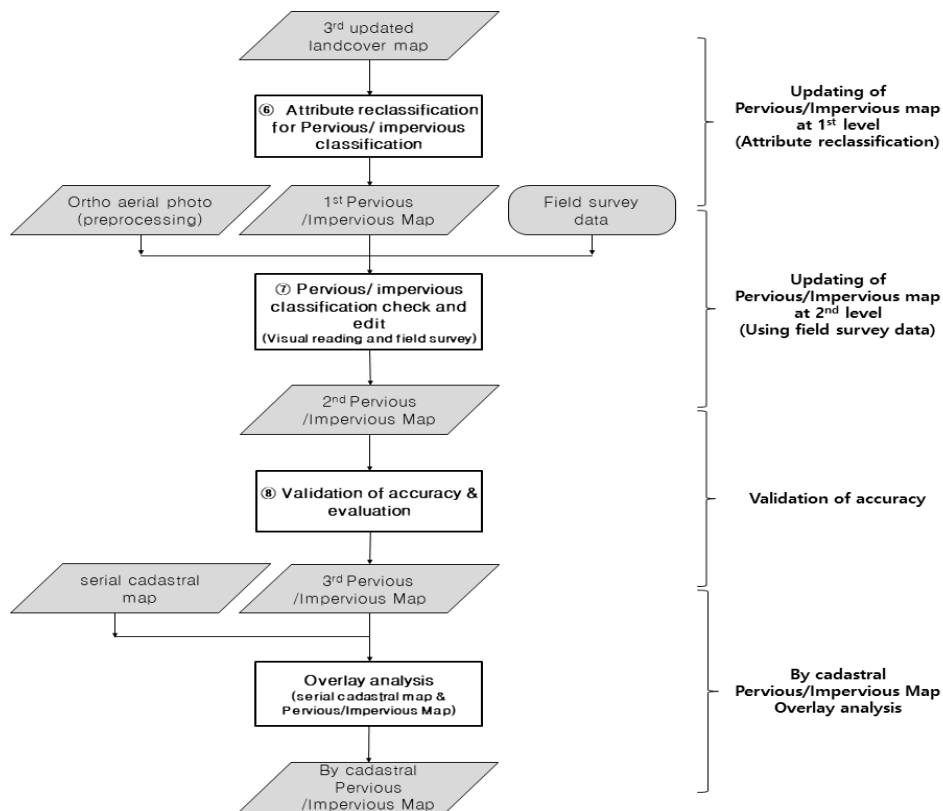 3rd updated
landcover map
⑥ Attribute reclassification
for Pervious/ impervious
classification
Updating of
Pervious/Impervious map
at 1st level
(Attribute reclassification)
Ortho aerial photo
(preprocessing)
1st Pervious
/Impervious Map
Field survey
data
⑦ Pervious/ impervious
classification check and
edit
(Visual reading and field survey)
Updating of
Pervious/Impervious map
at 2nd level
(Using field survey data)
2nd Pervious
/Impervious Map
⑧ Validation of accuracy &
evaluation
Validation of accuracy
serial cadastral
map
3rd Pervious
/Impervious Map
Overlay analysis
(serial cadastral map &
Pervious/Impervious Map)
By cadastral
Pervious/Impervious Map
Overlay analysis
By cadastral
Pervious
/Impervious Map